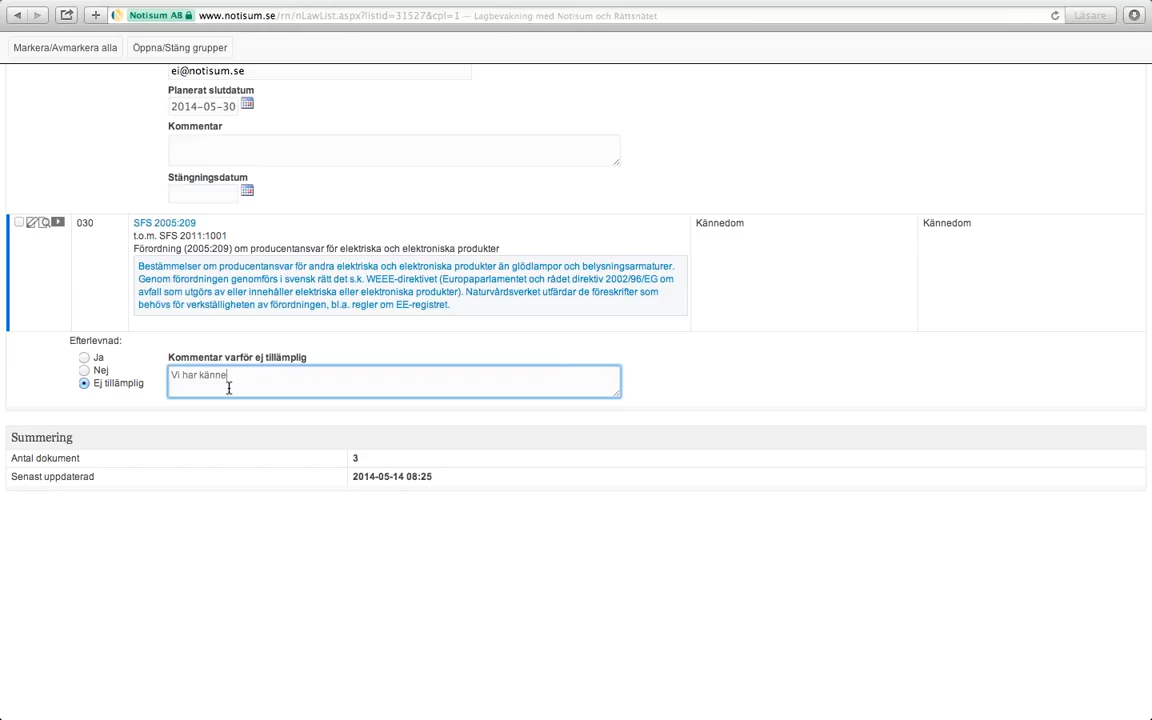 Notisum AB www.notisum.se/rn/nLawList.aspx?listid=31527&cpl=1 — Lagbevakning med Notisum och Rättsnätet
Läsare
Markera/Avmarkera alla Öppna/Stäng grupper
ei@notisum.se
Planerat slutdatum
2014-05-30
Kommentar
Stängningsdatum
030 SFS 2005:209 Kännedom Kännedom
t.o.m. SFS 2011:1001
Förordning (2005:209) om producentansvar för elektriska och elektroniska produkter
Bestämmelser om producentansvar för andra elektriska och elektroniska produkter än glödlampor och belysningsarmaturer.
Genom förordningen genomförs i svensk rätt det s.k. WEEE-direktivet (Europaparlamentet och rådet direktiv 2002/96/EG om
avfall som utgörs av eller innehåller elektriska eller elektroniska produkter). Naturvårdsverket utfärdar de föreskrifter som
behövs för verkställigheten av förordningen, bl.a. regler om EE-registret.
Efterlevnad:
Ja
Nej
Ej tillämplig
Kommentar varför ej tillämplig
Vi har känne
Summering
Antal dokument 3
Senast uppdaterad 2014-05-14 08:25